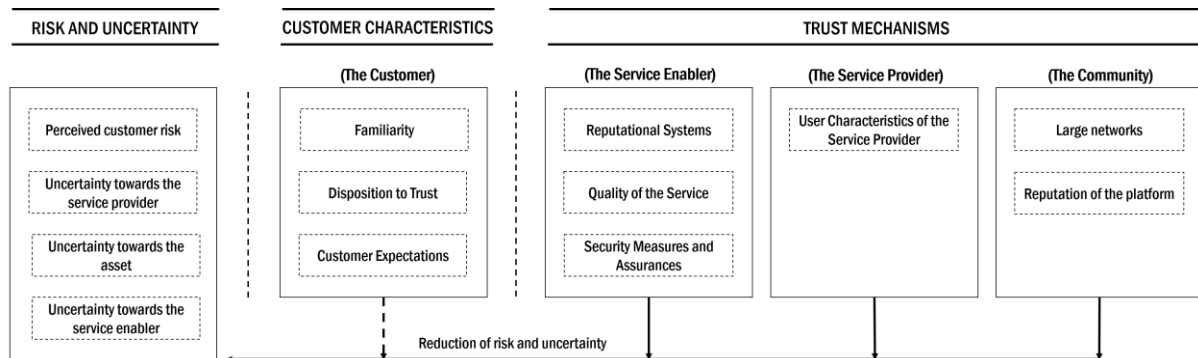 RISK AND UNCERTAINTY
CUSTOMER CHARACTERISTICS
TRUST MECHANISMS
(The Customer)
(The Service Enabler)
(The Service Provider)
(The Community)
Perceived customer risk
Uncertainty towards the
service provider
Uncertainty towards the
asset
Uncertainty towards the
service enabler
Familiarity
Disposition to Trust
Customer Expectations
Reputational Systems
Quality of the Service
Security Measures and
Assurances
User Characteristics of the
Service Provider
Large networks
Reputation of the platform
Reduction of risk and uncertainty